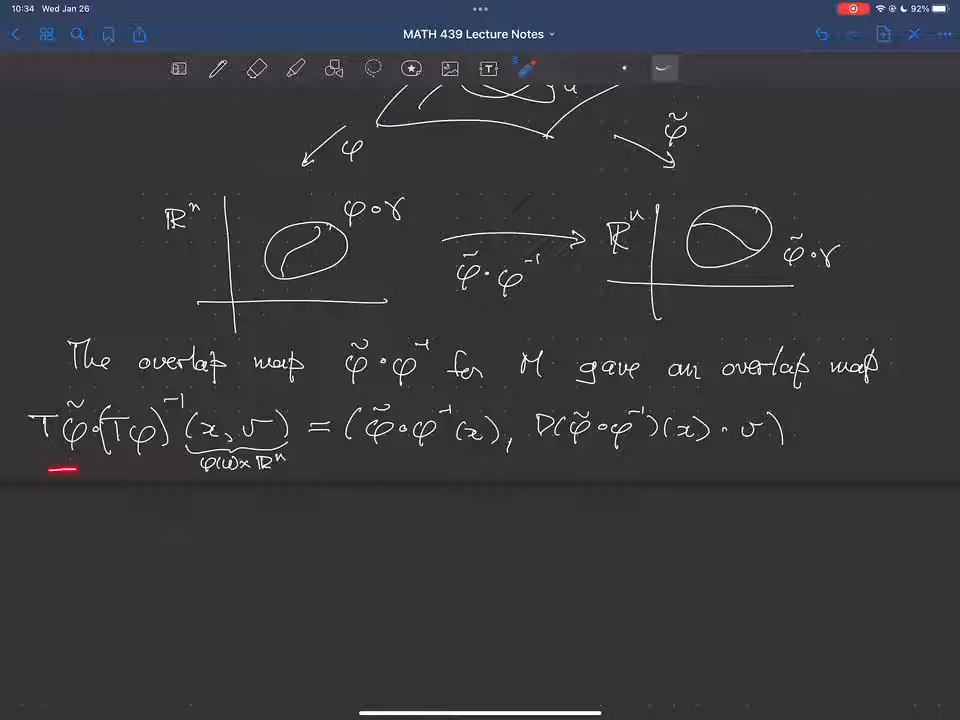 10:34 Wed Jan 26
92%
MATH 439 Lecture Notes
φ
φ̃
ℝⁿ
φ∘γ
φ̃∘φ⁻¹
ℝⁿ
φ̃∘γ
The overlap map φ̃∘φ⁻¹ for M gave an overlap map
Tφ̃∘(Tφ)⁻¹(x, v) = (φ̃∘φ⁻¹(x), D(φ̃∘φ⁻¹)(x)·v)
φ(U)×ℝⁿ